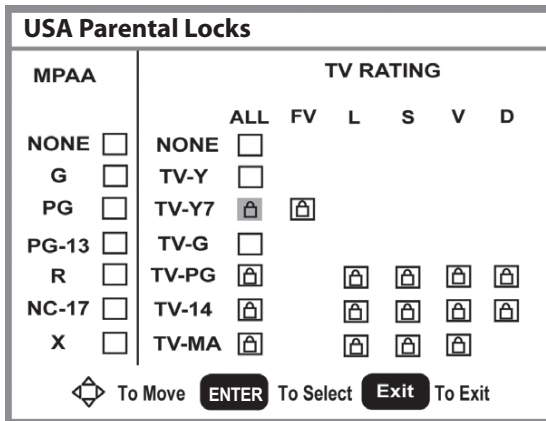 USA Parental Locks
MPAA
TV RATING
ALL FV L S V D
NONE NONE
G TV-Y
PG TV-Y7
PG-13 TV-G
R TV-PG
NC-17 TV-14
X TV-MA
To Move ENTER To Select Exit To Exit